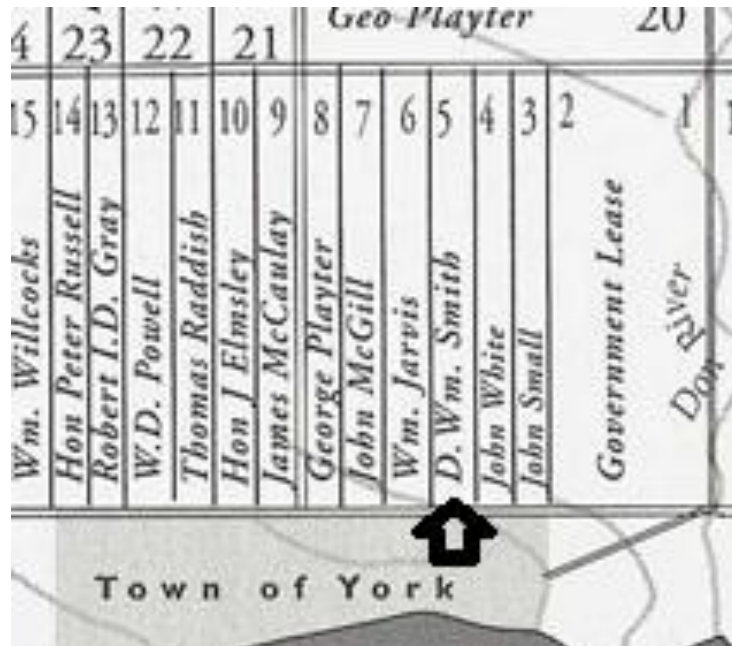 Geo Playter
20
4
23
22
21
15
14
13
12
11
10
9
8
7
6
5
4
3
2
1
1
Wm. Willcocks
Hon Peter Russell
Robert I.D. Gray
W.D. Powell
Thomas Raddish
Hon J Elmsley
James McCaulay
George Playter
John McGill
Wm. Jarvis
D. Wm. Smith
John White
John Small
Government Lease
Don River
Town of York